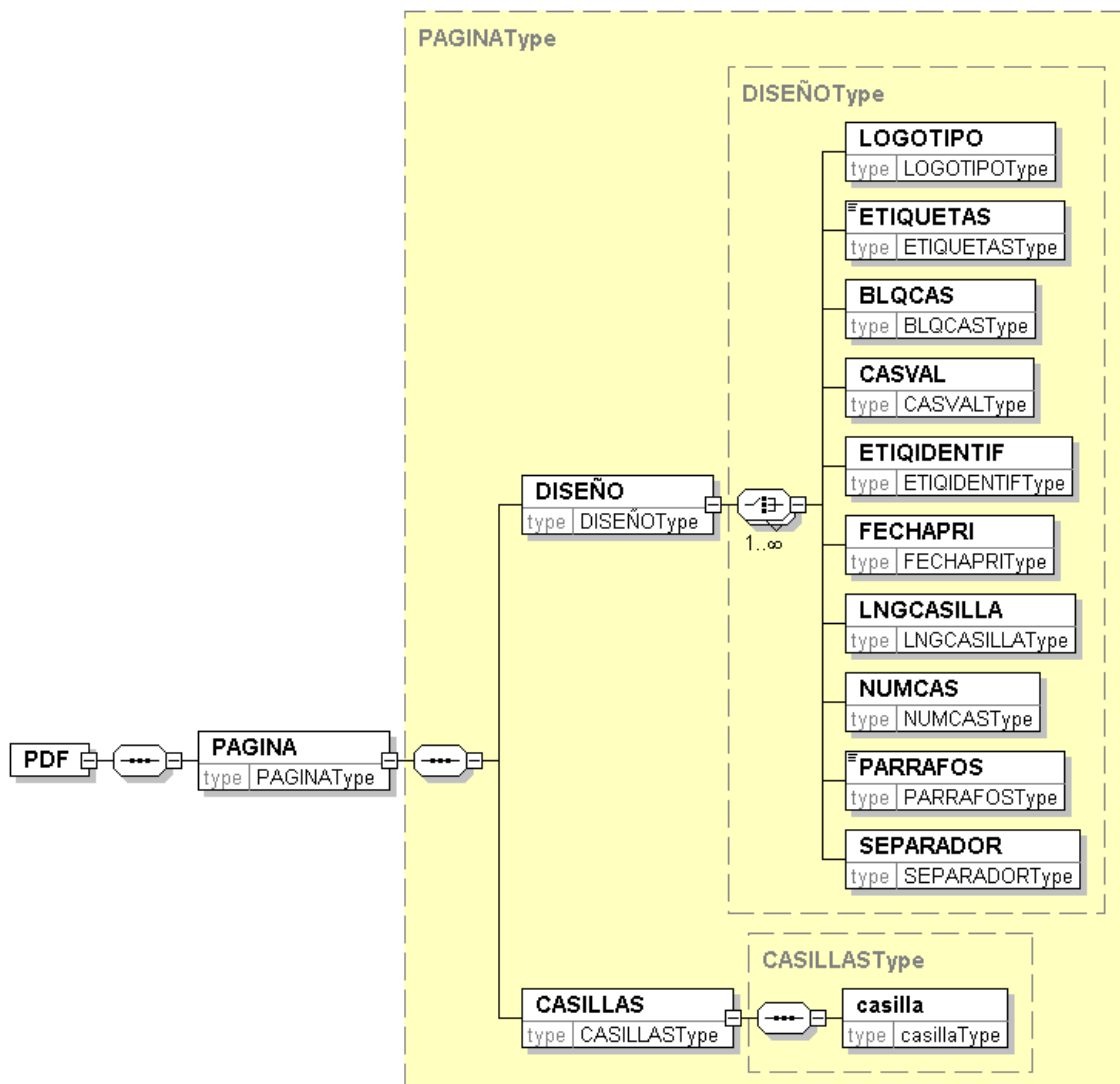 PAGINAType
DISEÑOType
LOGOTIPO
type LOGOTIPOType
ETIQUETAS
type ETIQUETASType
BLQCAS
type BLQCASType
CASVAL
type CASVALType
ETIQIDENTIF
type ETIQIDENTIFType
DISEÑO
type DISEÑOType
1..∞
FECHAPRI
type FECHAPRIType
LNGCASILLA
type LNGCASILLAType
NUMCAS
type NUMCASType
PDF
PAGINA
type PAGINAType
PARRAFOS
type PARRAFOSType
SEPARADOR
type SEPARADORType
CASILLASType
CASILLAS
type CASILLASType
casilla
type casillaType